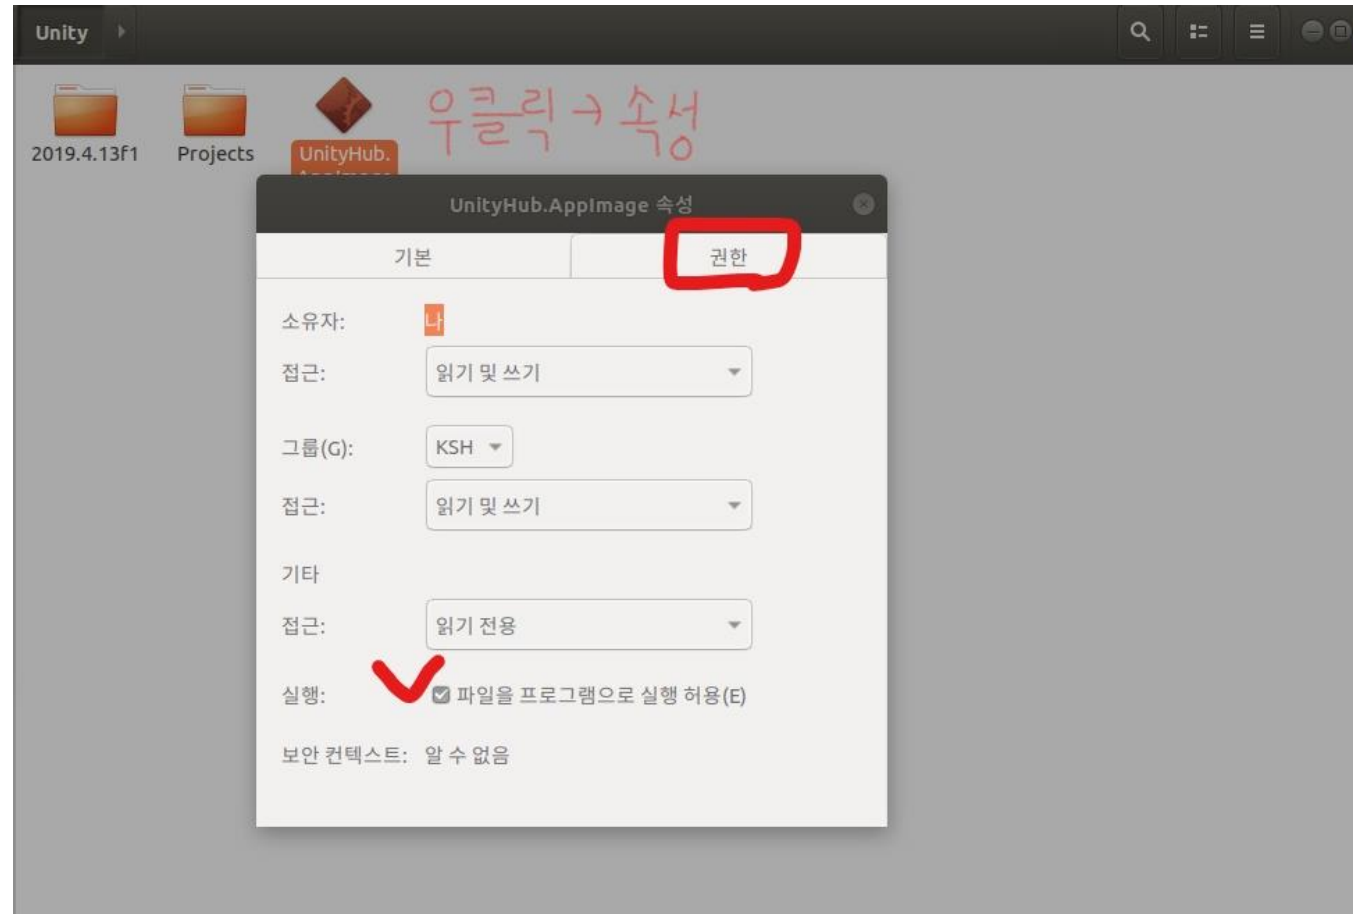 Unity
2019.4.13f1 Projects UnityHub.
우클릭 → 속성
UnityHub.AppImage 속성
기본 권한
소유자: 나
접근: 읽기 및 쓰기
그룹(G): KSH
접근: 읽기 및 쓰기
기타
접근: 읽기 전용
실행: 파일을 프로그램으로 실행 허용(E)
보안 컨텍스트: 알 수 없음